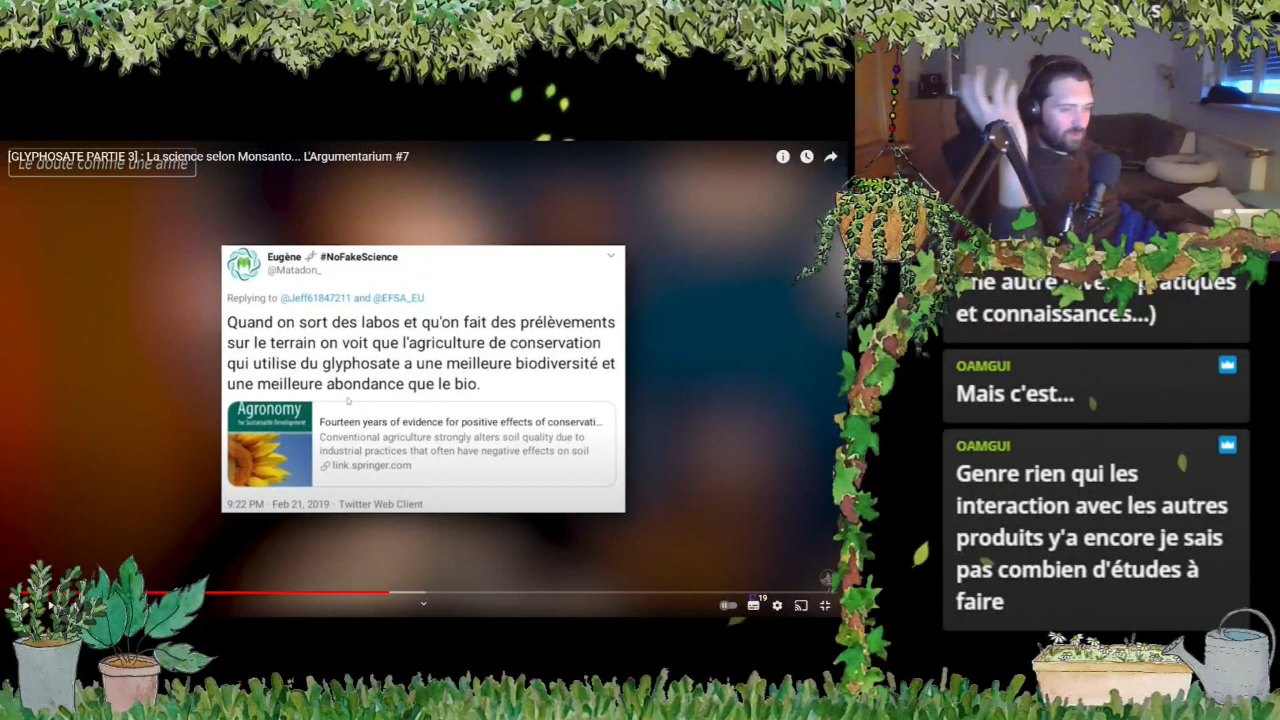 [GLYPHOSATE PARTIE 3] : La science selon Monsanto... L'Argumentarium #7
Le doute comme une arme
Eugène #NoFakeScience
@Matadon_
Replying to @Jeff61847211 and @EFSA_EU
Quand on sort des labos et qu'on fait des prélèvements
sur le terrain on voit que l'agriculture de conservation
qui utilise du glyphosate a une meilleure biodiversité et
une meilleure abondance que le bio.
Agronomy
for Sustainable Development
Fourteen years of evidence for positive effects of conservati...
Conventional agriculture strongly alters soil quality due to
industrial practices that often have negative effects on soil
link.springer.com
9:22 PM · Feb 21, 2019 · Twitter Web Client
19
pratiques
et connaissances...)
OAMGUI
Mais c'est...
OAMGUI
Genre rien qui les
interaction avec les autres
produits y'a encore je sais
pas combien d'études à
faire